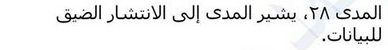 المدى ٢٨، يشير المدى إلى الانتشار الضيق
للبيانات.